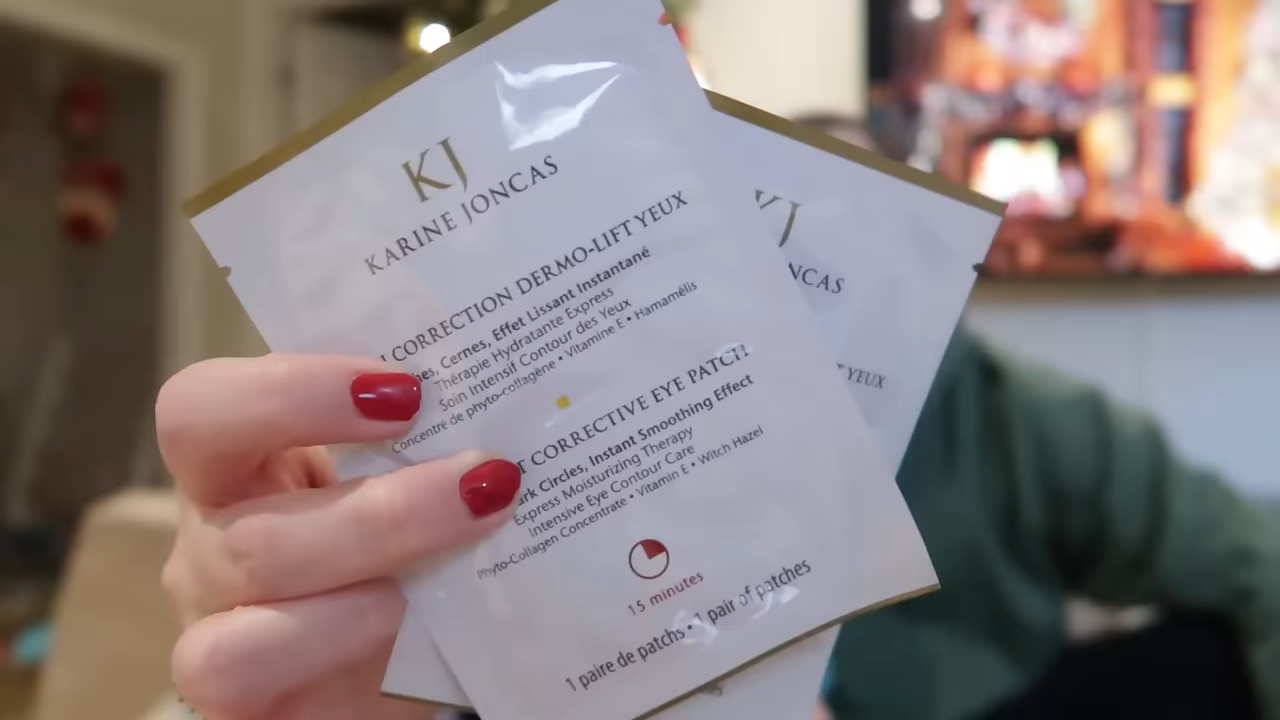 KJ
KARINE JONCAS
CORRECTION DERMO-LIFT YEUX
Cernes, Effet Lissant Instantané
Thérapie Hydratante Express
Soin Intensif Contour des Yeux
Concentré de phyto-collagène • Vitamine E • Hamamélis
CORRECTIVE EYE PATCH
Circles, Instant Smoothing Effect
Express Moisturizing Therapy
Intensive Eye Contour Care
Phyto-Collagen Concentrate • Vitamin E • Witch Hazel
15 minutes
1 paire de patchs • 1 pair of patches
KJ
NCAS
YEUX